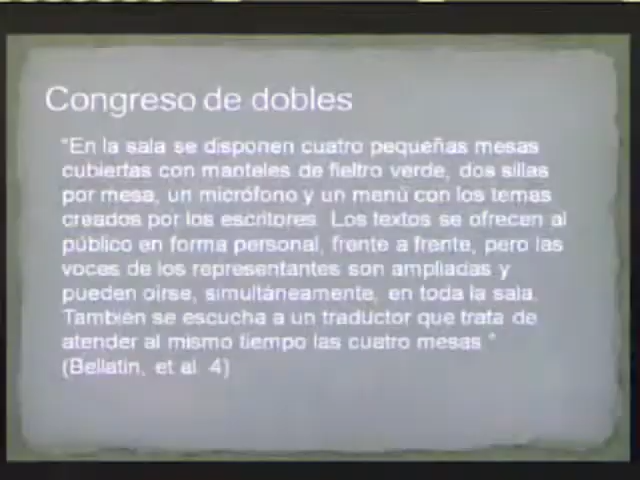 Congreso de dobles
"En la sala se disponen cuatro pequeñas mesas
cubiertas con manteles de fieltro verde, dos sillas
por mesa, un micrófono y un menú con los temas
creados por los escritores. Los textos se ofrecen al
público en forma personal, frente a frente, pero las
voces de los representantes son ampliadas y
pueden oirse, simultáneamente, en toda la sala.
También se escucha a un traductor que trata de
atender al mismo tiempo las cuatro mesas."
(Bellatin, et al. 4)